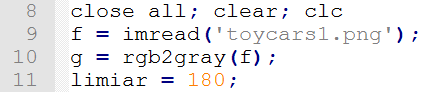 8 close all; clear; clc
9 f = imread('toycars1.png');
10 g = rgb2gray(f);
11 limiar = 180;